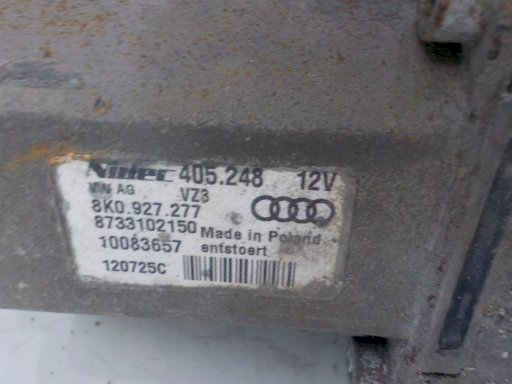 Nidec 405.248 12V
VW AG VZ3
8K0.927.277
8733102150 Made in Poland
10083657 entstoert
120725C